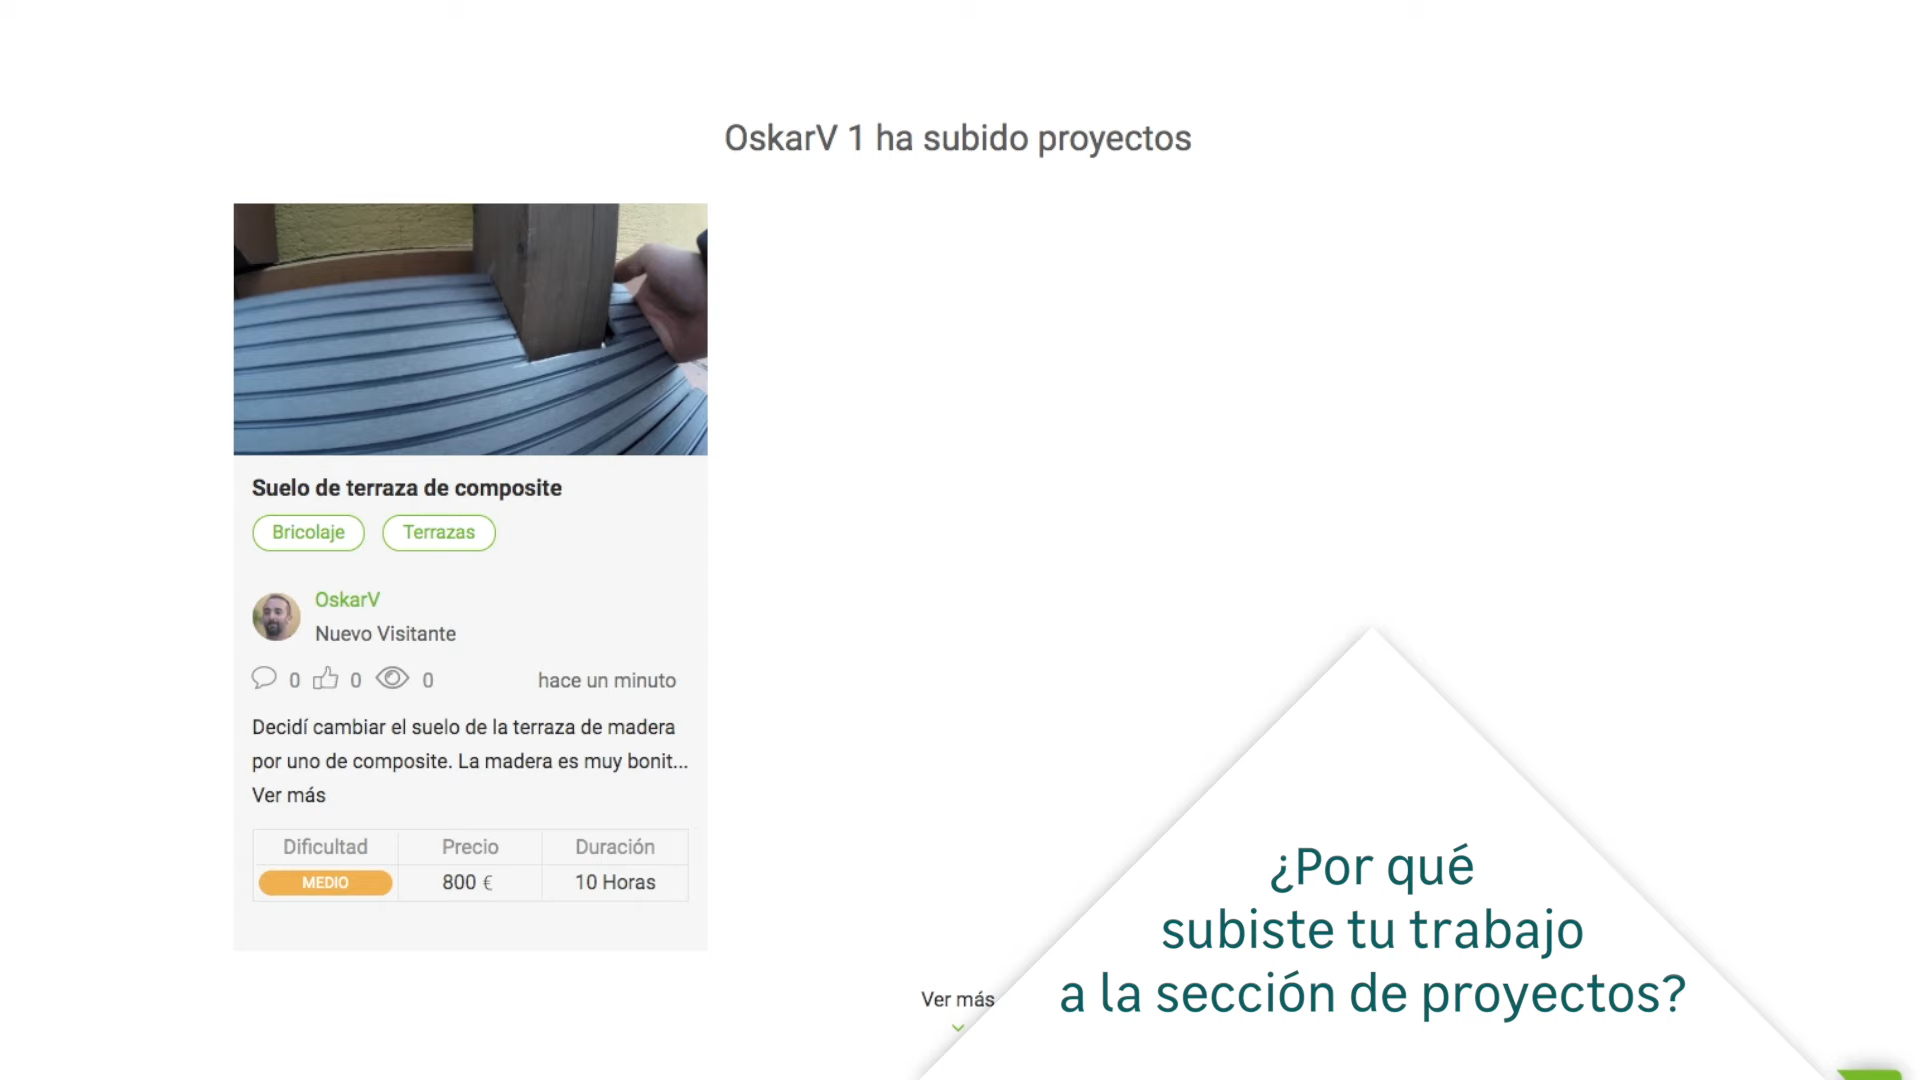 OskarV 1 ha subido proyectos
Suelo de terraza de composite
Bricolaje Terrazas
OskarV
Nuevo Visitante
0 0 0 hace un minuto
Decidí cambiar el suelo de la terraza de madera
por uno de composite. La madera es muy bonit...
Ver más
Dificultad Precio Duración
MEDIO 800 € 10 Horas
Ver más
¿Por qué
subiste tu trabajo
a la sección de proyectos?